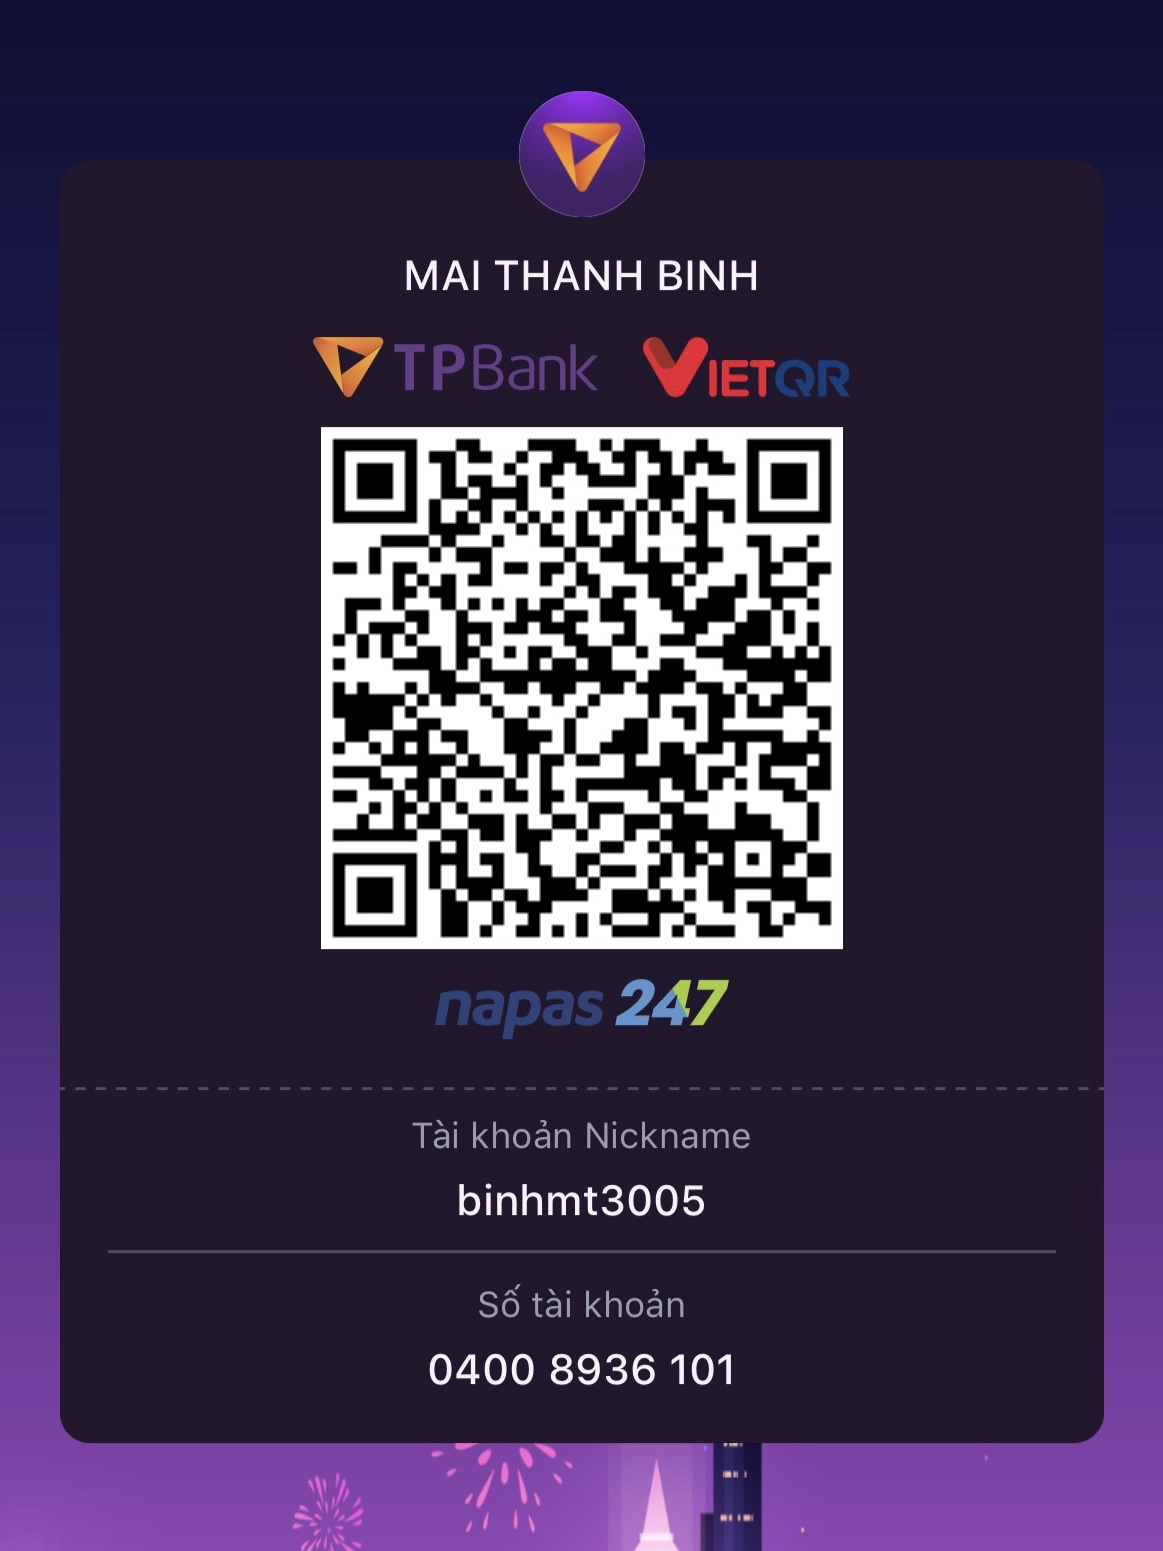 MAI THANH BINH
TPBank VIETQR
napas 247
Tài khoản Nickname
binhmt3005
Số tài khoản
0400 8936 101